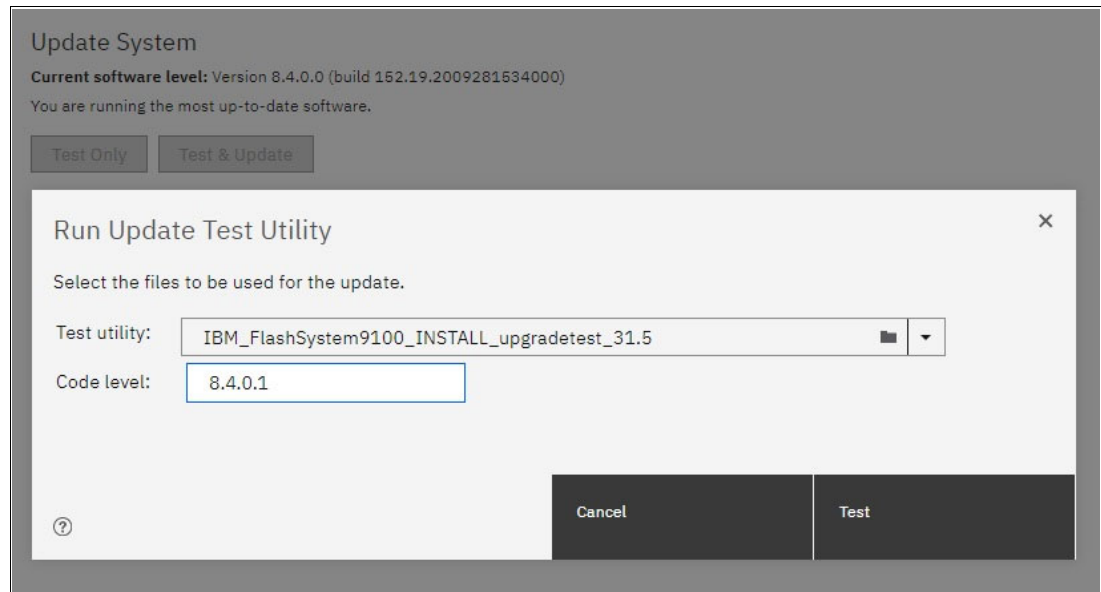 Update System
Current software level: Version 8.4.0.0 (build 152.19.2009281534000)
You are running the most up-to-date software.
Test Only Test & Update
Run Update Test Utility ×
Select the files to be used for the update.
Test utility: IBM_FlashSystem9100_INSTALL_upgradetest_31.5
Code level: 8.4.0.1
? Cancel Test